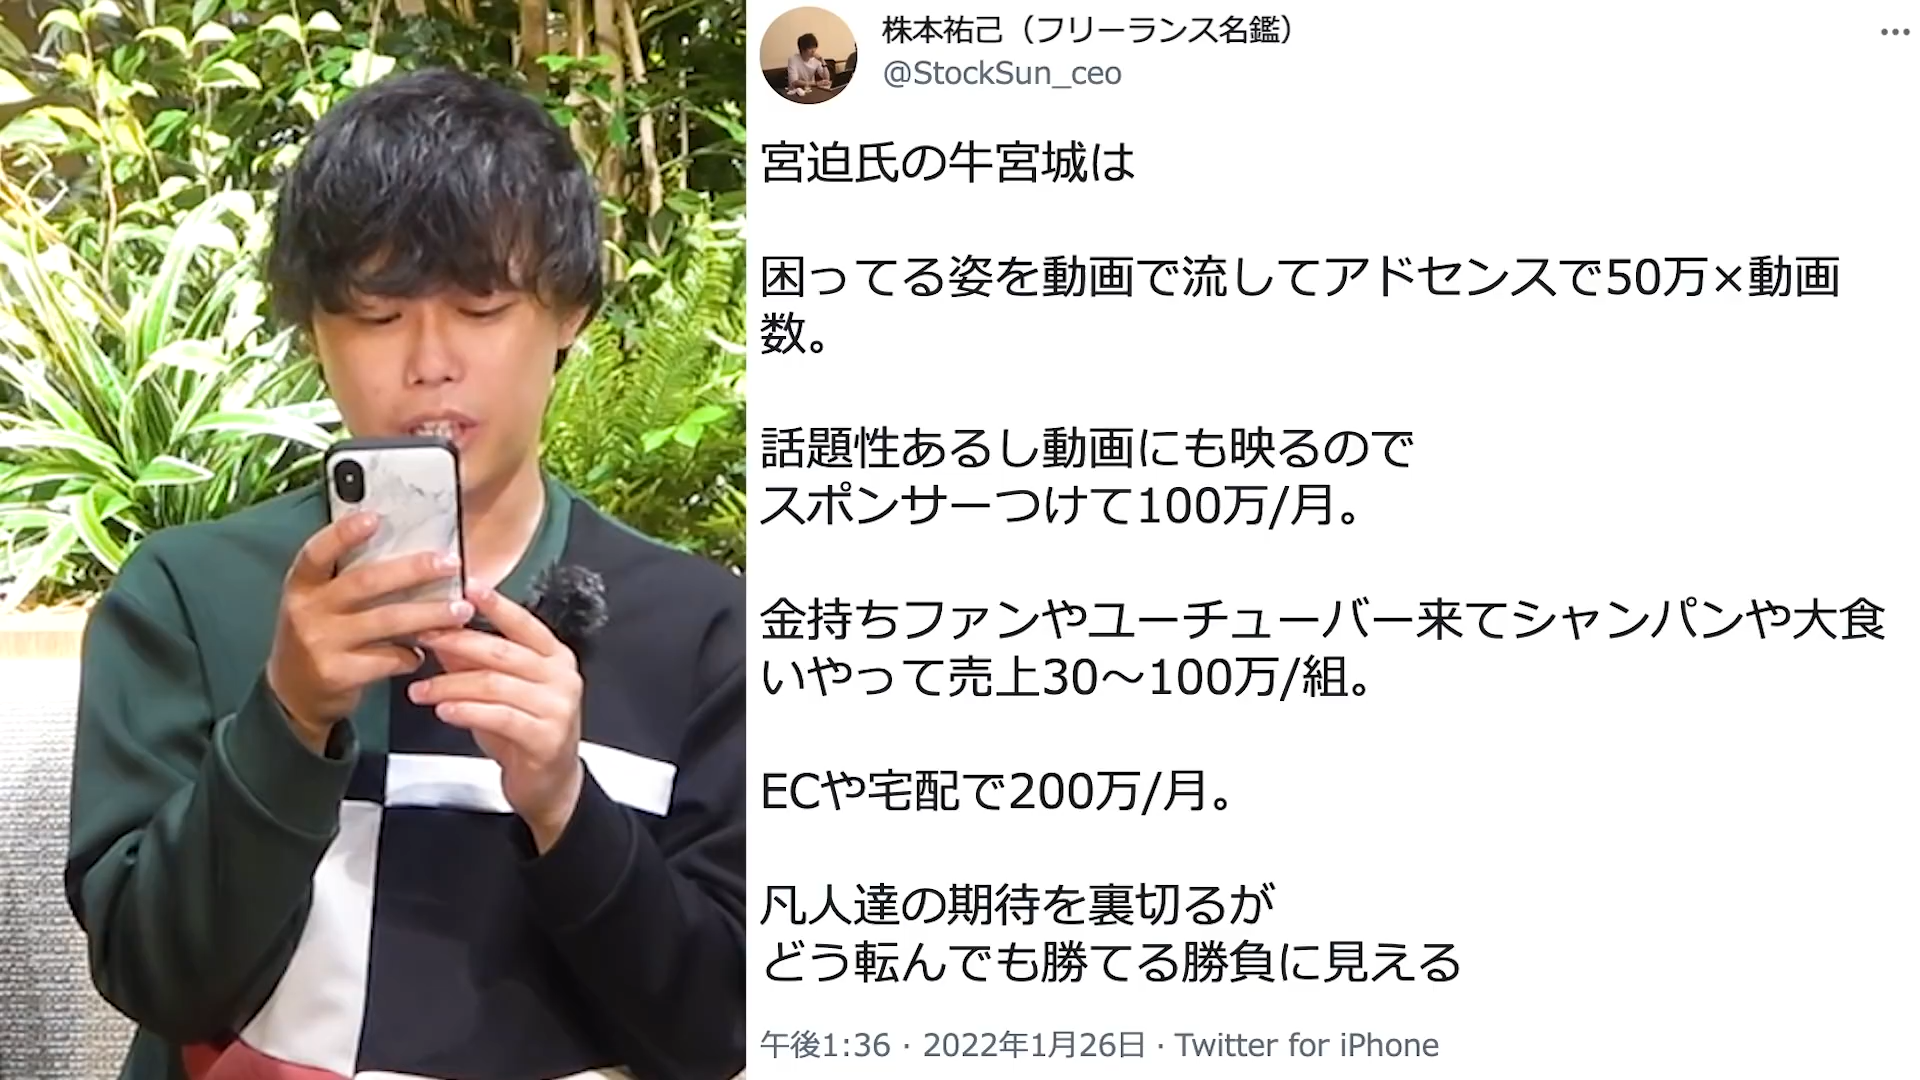 株本祐己（フリーランス名鑑）
@StockSun_ceo
宮迫氏の牛宮城は
困ってる姿を動画で流してアドセンスで50万×動画
数。
話題性あるし動画にも映るので
スポンサーつけて100万/月。
金持ちファンやユーチューバー来てシャンパンや大食
いやって売上30〜100万/組。
ECや宅配で200万/月。
凡人達の期待を裏切るが
どう転んでも勝てる勝負に見える
午後1:36 · 2022年1月26日 · Twitter for iPhone